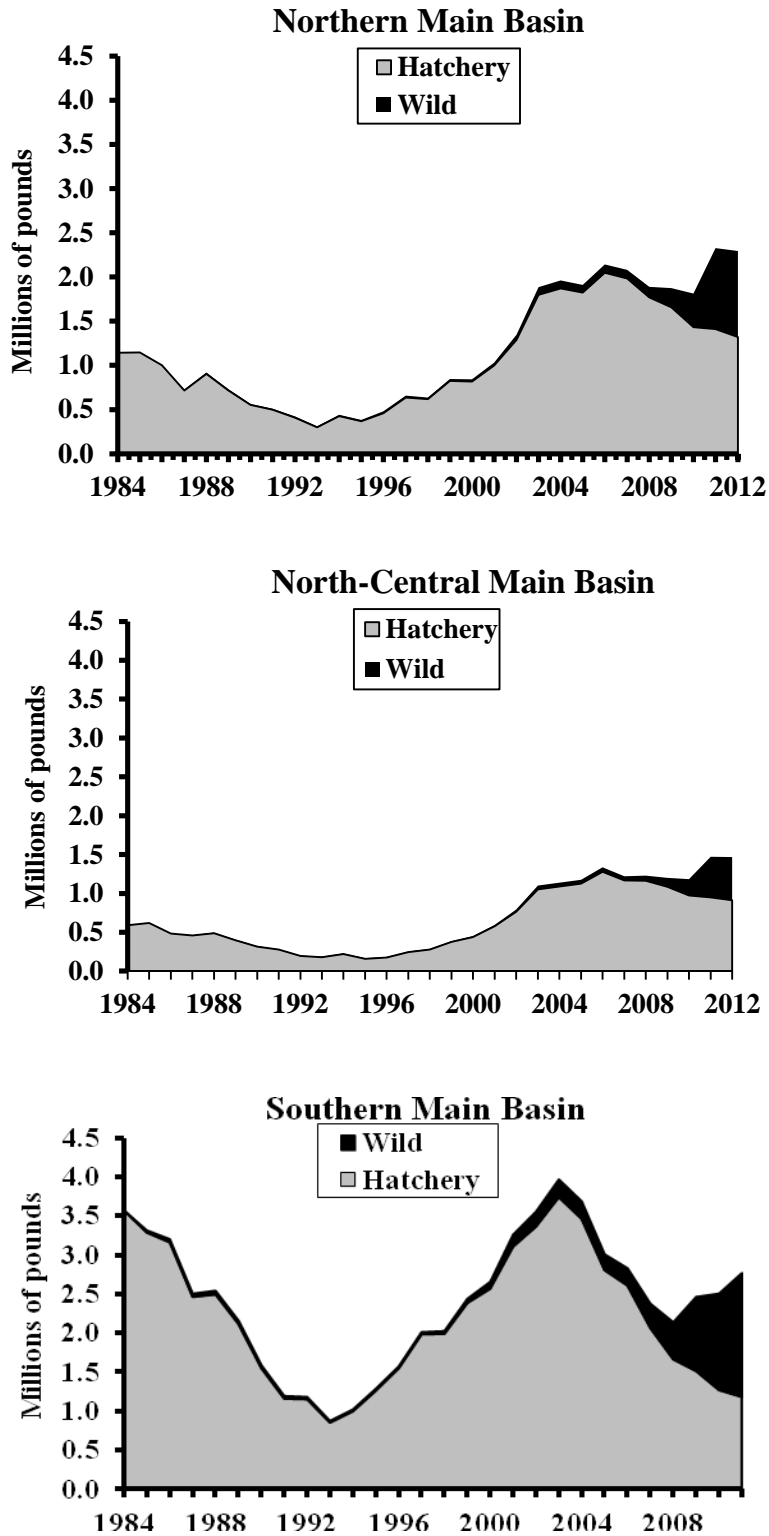 Northern Main Basin
Hatchery
Wild
Millions of pounds
4.5
4.0
3.5
3.0
2.5
2.0
1.5
1.0
0.5
0.0
1984 1988 1992 1996 2000 2004 2008 2012
North-Central Main Basin
Hatchery
Wild
Millions of pounds
4.5
4.0
3.5
3.0
2.5
2.0
1.5
1.0
0.5
0.0
1984 1988 1992 1996 2000 2004 2008 2012
Southern Main Basin
Wild
Hatchery
Millions of pounds
4.5
4.0
3.5
3.0
2.5
2.0
1.5
1.0
0.5
0.0
1984 1988 1992 1996 2000 2004 2008